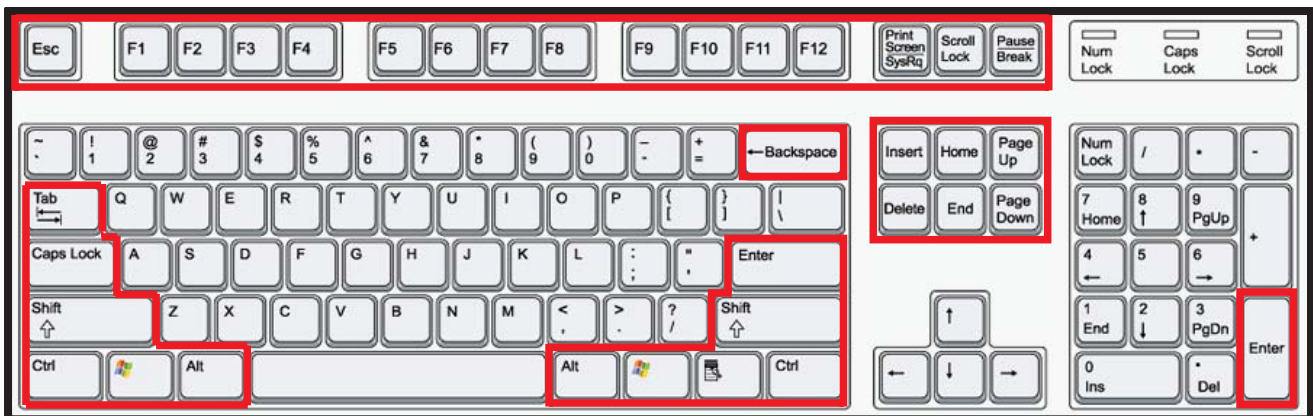 Esc F1 F2 F3 F4 F5 F6 F7 F8 F9 F10 F11 F12 Print Screen SysRq Scroll Lock Pause Break Num Lock Caps Lock Scroll Lock
~ ! @ # $ % ^ & * ( ) – +
` 1 2 3 4 5 6 7 8 9 0 - = ←Backspace Insert Home Page Up Num Lock / • -
Tab Q W E R T Y U I O P { [ } ] | \ Delete End Page Down 7 Home 8 ↑ 9 PgUp +
Caps Lock A S D F G H J K L : ; " ' Enter 4 ← 5 6 →
Shift Z X C V B N M < , > . ? / Shift ↑ 1 End 2 ↓ 3 PgDn Enter
Ctrl Alt Alt Ctrl ← ↓ → 0 Ins • Del